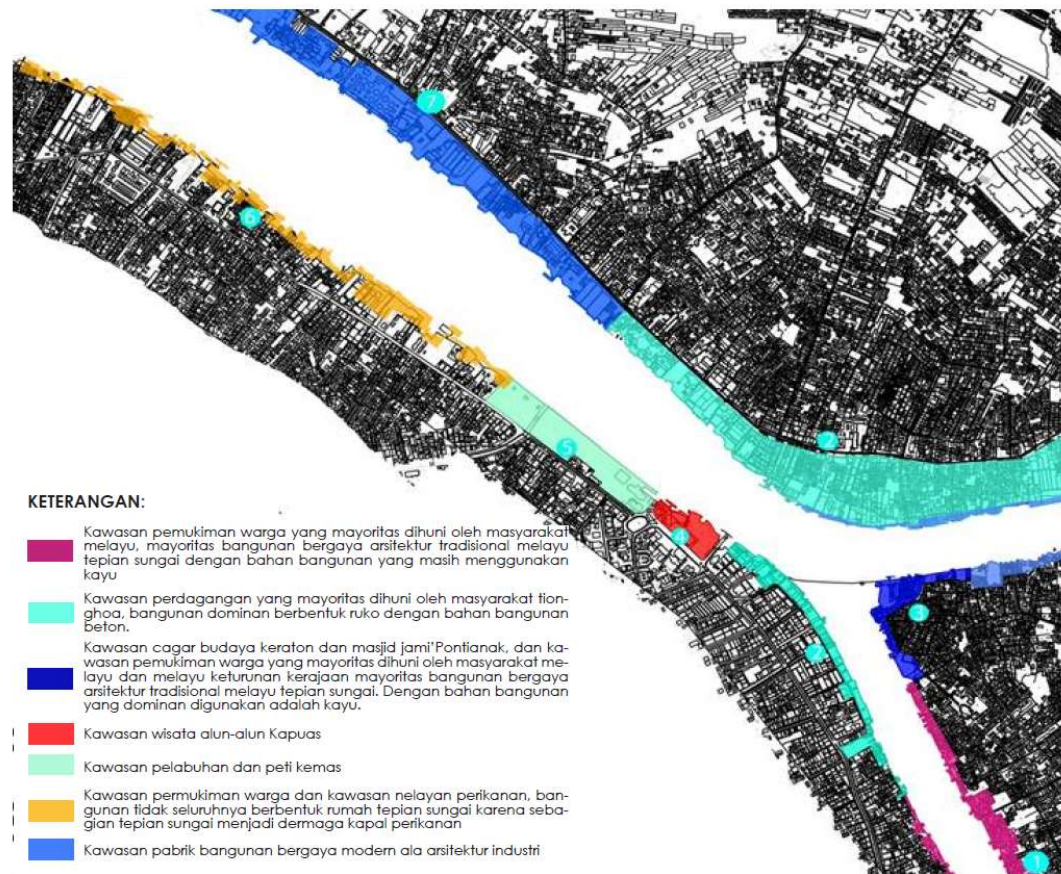 7
6
2
5
4
3
2
1
KETERANGAN:
Kawasan pemukiman warga yang mayoritas dihuni oleh masyarakat
melayu, mayoritas bangunan bergaya arsitektur tradisional melayu
tepian sungai dengan bahan bangunan yang masih menggunakan
kayu
Kawasan perdagangan yang mayoritas dihuni oleh masyarakat tion-
ghoa, bangunan dominan berbentuk ruko dengan bahan bangunan
beton.
Kawasan cagar budaya keraton dan masjid jami'Pontianak, dan ka-
wasan pemukiman warga yang mayoritas dihuni oleh masyarakat me-
layu dan melayu keturunan kerajaan mayoritas bangunan bergaya
arsitektur tradisional melayu tepian sungai. Dengan bahan bangunan
yang dominan digunakan adalah kayu.
Kawasan wisata alun-alun Kapuas
Kawasan pelabuhan dan peti kemas
Kawasan permukiman warga dan kawasan nelayan perikanan, ban-
gunan tidak seluruhnya berbentuk rumah tepian sungai karena seba-
gian tepian sungai menjadi dermaga kapal perikanan
Kawasan pabrik bangunan bergaya modern ala arsitektur industri